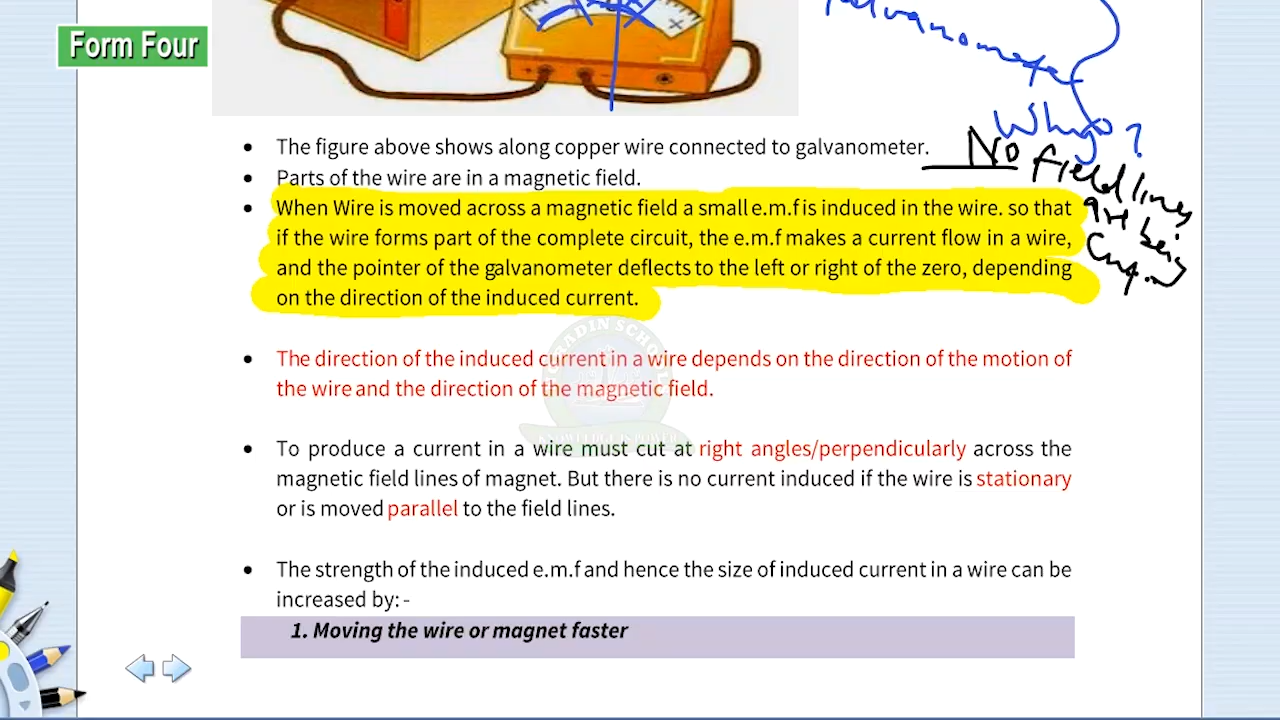 Form Four
galvanometer
Why?
No field lines
are being
Cut.
• The figure above shows along copper wire connected to galvanometer.
• Parts of the wire are in a magnetic field.
• When Wire is moved across a magnetic field a small e.m.f is induced in the wire. so that
if the wire forms part of the complete circuit, the e.m.f makes a current flow in a wire,
and the pointer of the galvanometer deflects to the left or right of the zero, depending
on the direction of the induced current.
• The direction of the induced current in a wire depends on the direction of the motion of
the wire and the direction of the magnetic field.
• To produce a current in a wire must cut at right angles/perpendicularly across the
magnetic field lines of magnet. But there is no current induced if the wire is stationary
or is moved parallel to the field lines.
• The strength of the induced e.m.f and hence the size of induced current in a wire can be
increased by: -
1. Moving the wire or magnet faster
KNOWLEDGE IS POWER